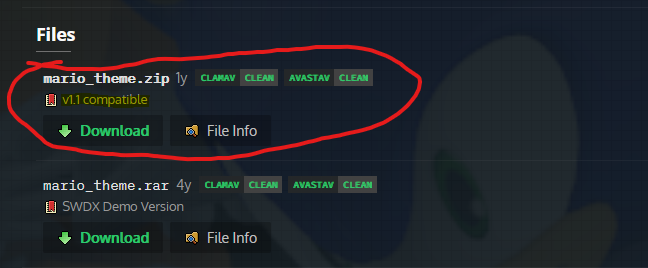 Files
mario_theme.zip 1y CLAMAV CLEAN AVASTAV CLEAN
v1.1 compatible
Download File Info
mario_theme.rar 4y CLAMAV CLEAN AVASTAV CLEAN
SWDX Demo Version
Download File Info